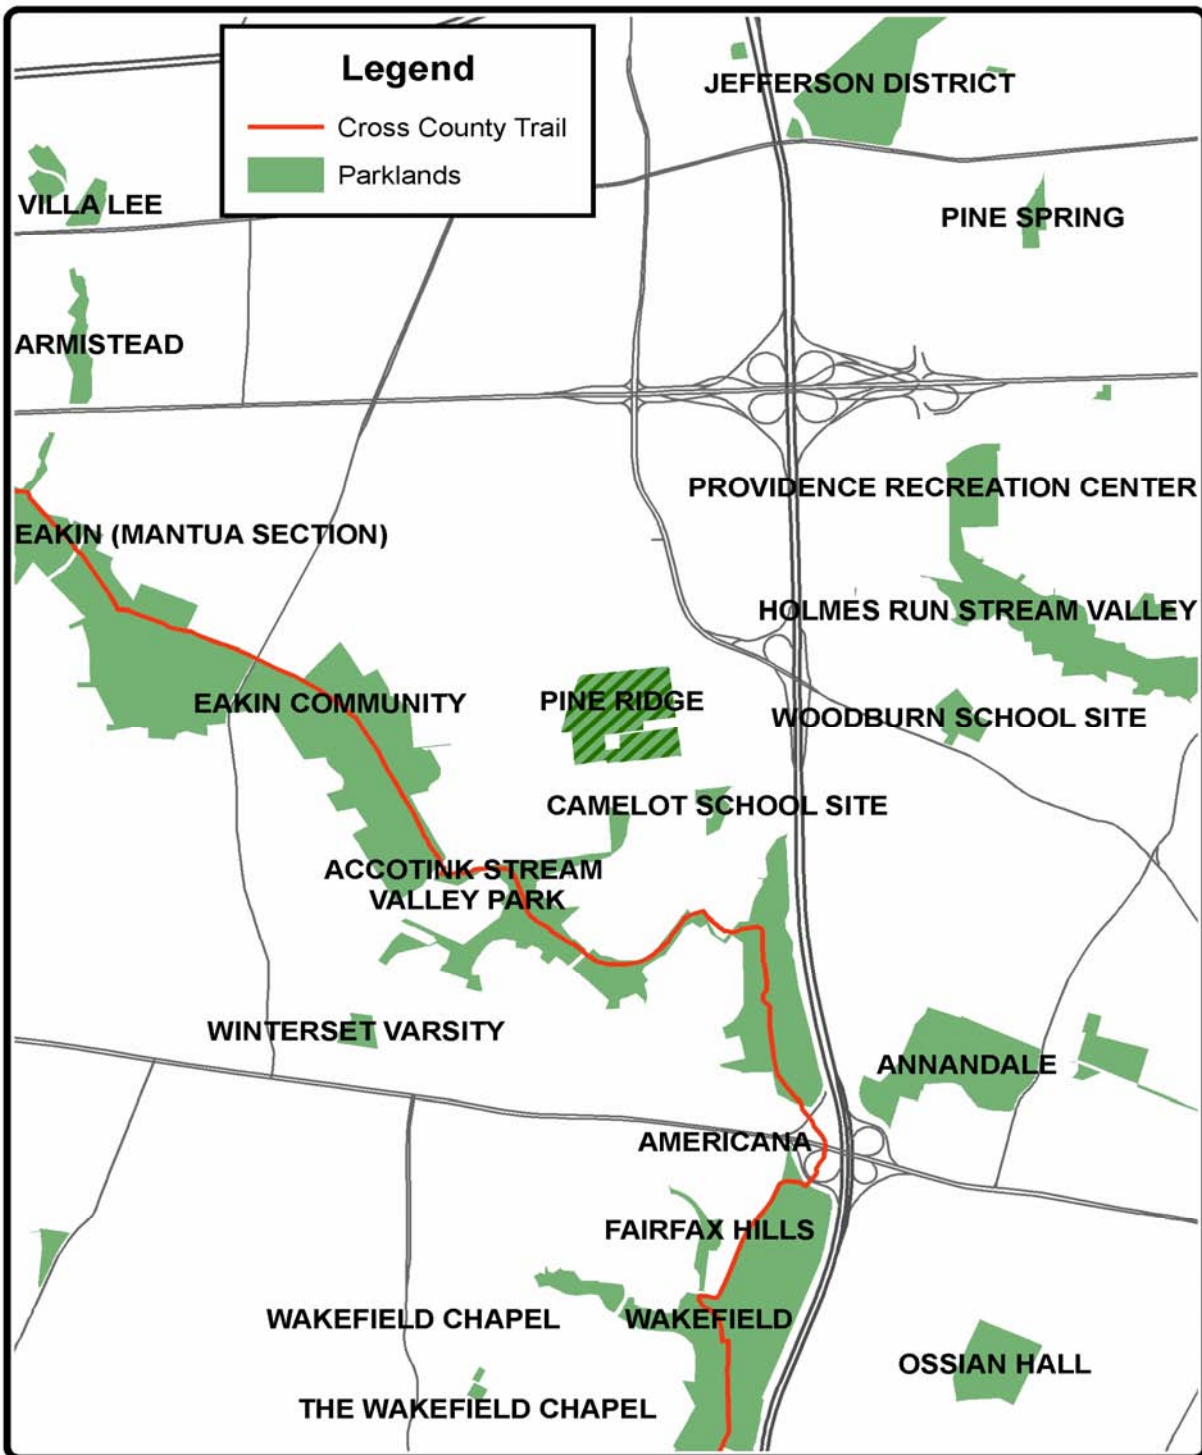 Legend
Cross County Trail
Parklands
JEFFERSON DISTRICT
VILLA LEE
PINE SPRING
ARMISTEAD
PROVIDENCE RECREATION CENTER
EAKIN (MANTUA SECTION)
HOLMES RUN STREAM VALLEY
EAKIN COMMUNITY
PINE RIDGE
WOODBURN SCHOOL SITE
CAMELOT SCHOOL SITE
ACCOTINK STREAM
VALLEY PARK
WINTERSET VARSITY
ANNANDALE
AMERICANA
FAIRFAX HILLS
WAKEFIELD CHAPEL
WAKEFIELD
OSSIAN HALL
THE WAKEFIELD CHAPEL